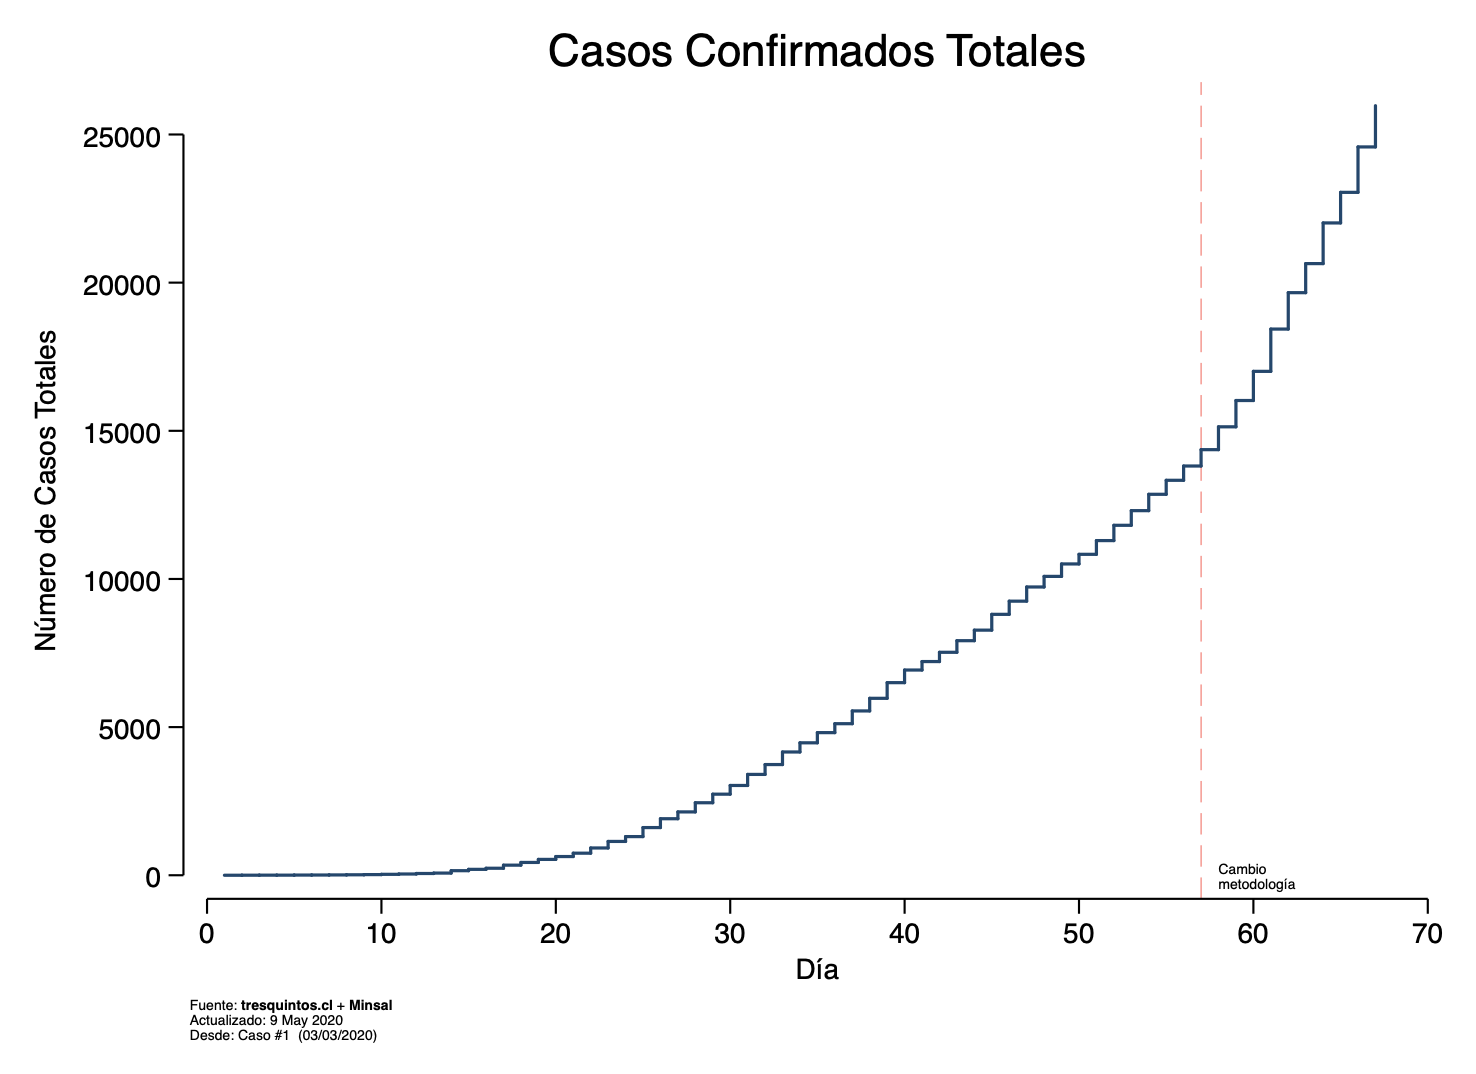 Casos Confirmados Totales
Número de Casos Totales
25000
20000
15000
10000
5000
0
Cambio
metodología
0 10 20 30 40 50 60 70
Día
Fuente: tresquintos.cl + Minsal
Actualizado: 9 May 2020
Desde: Caso #1  (03/03/2020)